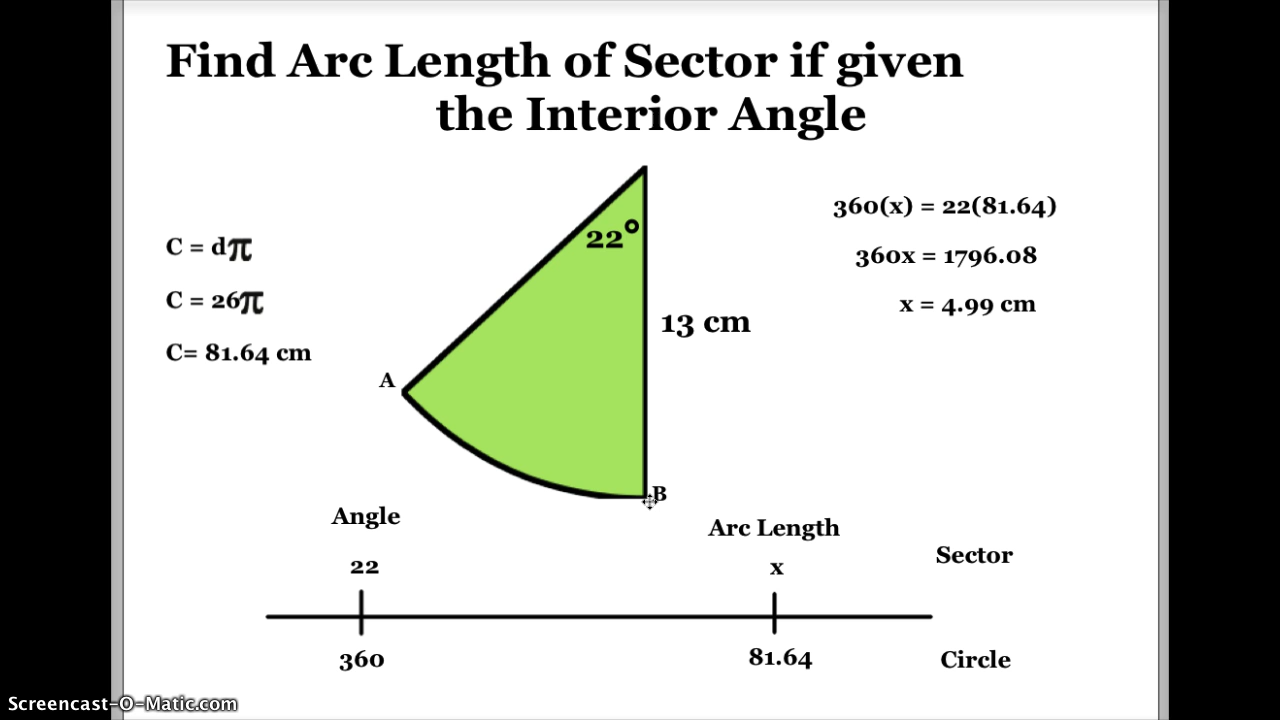 Find Arc Length of Sector if given
the Interior Angle
C = dπ
C = 26π
C= 81.64 cm
22°
13 cm
A
B
360(x) = 22(81.64)
360x = 1796.08
x = 4.99 cm
Angle
Arc Length
22
x
Sector
360
81.64
Circle
Screencast-O-Matic.com